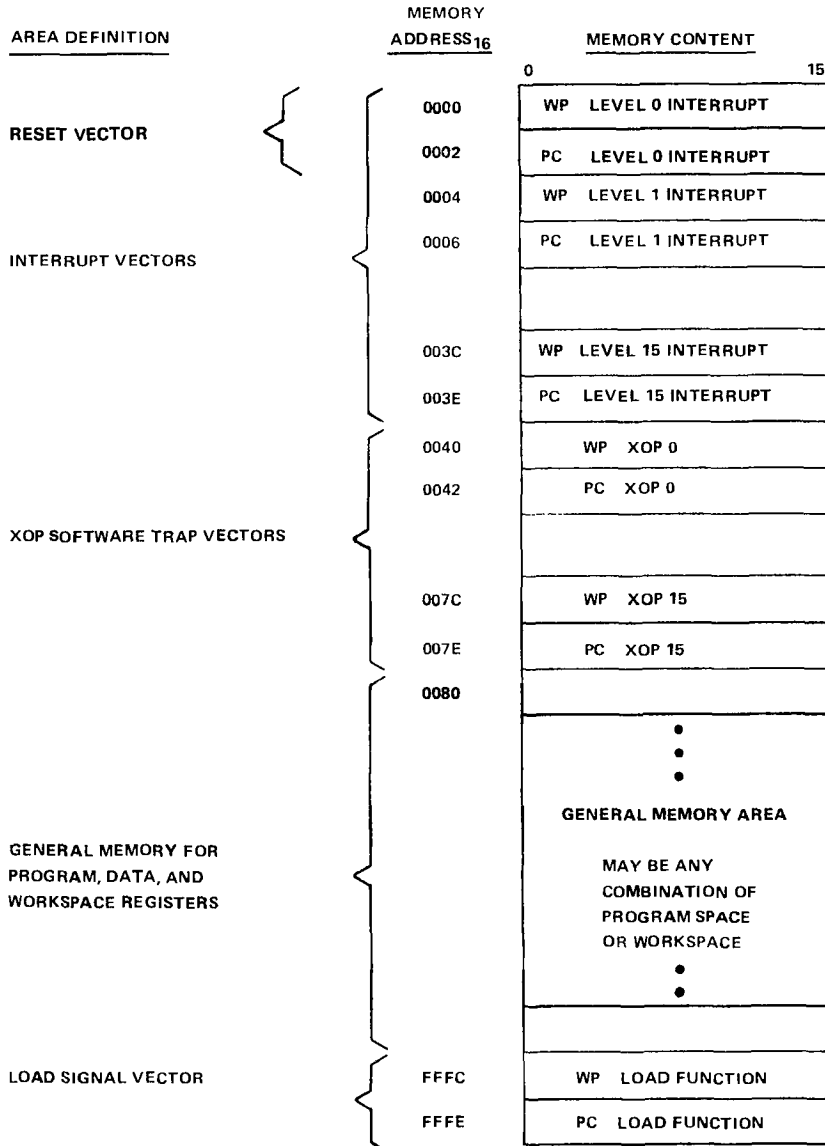 MEMORY
AREA DEFINITION ADDRESS16 MEMORY CONTENT
0 15
0000 WP LEVEL 0 INTERRUPT
RESET VECTOR
0002 PC LEVEL 0 INTERRUPT
0004 WP LEVEL 1 INTERRUPT
0006 PC LEVEL 1 INTERRUPT
INTERRUPT VECTORS
003C WP LEVEL 15 INTERRUPT
003E PC LEVEL 15 INTERRUPT
0040 WP XOP 0
0042 PC XOP 0
XOP SOFTWARE TRAP VECTORS
007C WP XOP 15
007E PC XOP 15
0080
GENERAL MEMORY AREA
GENERAL MEMORY FOR
PROGRAM, DATA, AND
WORKSPACE REGISTERS
MAY BE ANY
COMBINATION OF
PROGRAM SPACE
OR WORKSPACE
LOAD SIGNAL VECTOR FFFC WP LOAD FUNCTION
FFFE PC LOAD FUNCTION